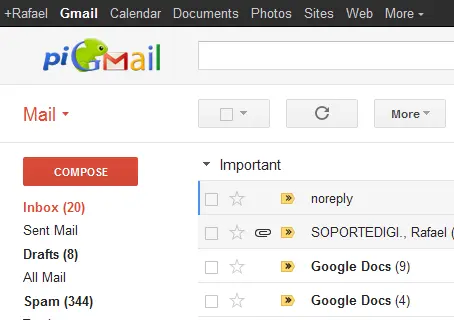 +Rafael Gmail Calendar Documents Photos Sites Web More
piGMail
Mail
More
COMPOSE
Important
Inbox (20)
noreply
Sent Mail
SOPORTEDIGI., Rafael (
Drafts (8)
Google Docs (9)
All Mail
Spam (344)
Google Docs (4)